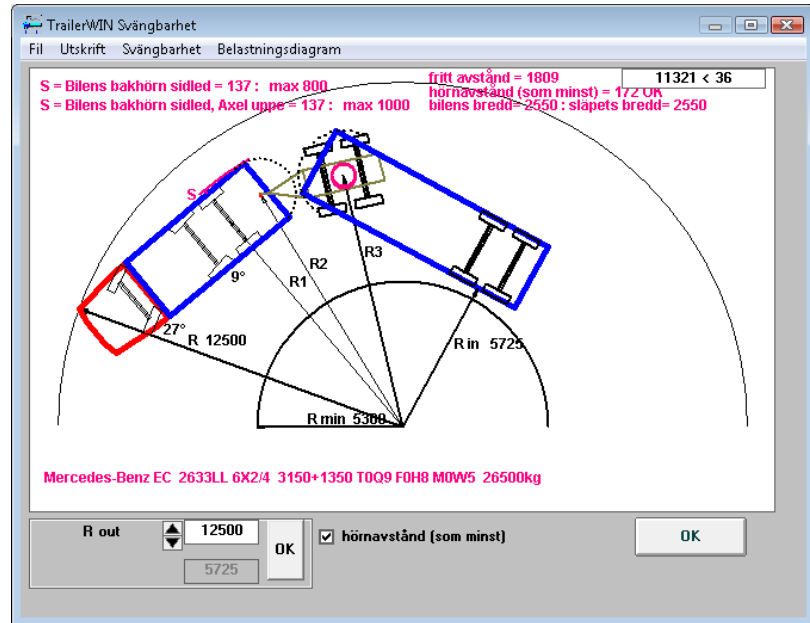 TrailerWIN Svängbarhet
Fil Utskrift Svängbarhet Belastningsdiagram
S = Bilens bakhörn sidled = 137 : max 800
S = Bilens bakhörn sidled, Axel uppe = 137 : max 1000
fritt avstånd = 1809
hörnavstånd (som minst) = 172 OK
bilens bredd= 2550 : släpets bredd= 2550
11321 < 36
S
R3
R2
R1
9°
27°
R 12500
R in 5725
R min 5300
Mercedes-Benz EC 2633LL 6X2/4 3150+1350 T0Q9 F0H8 M0W5 26500kg
R out 12500 OK
5725
hörnavstånd (som minst)
OK